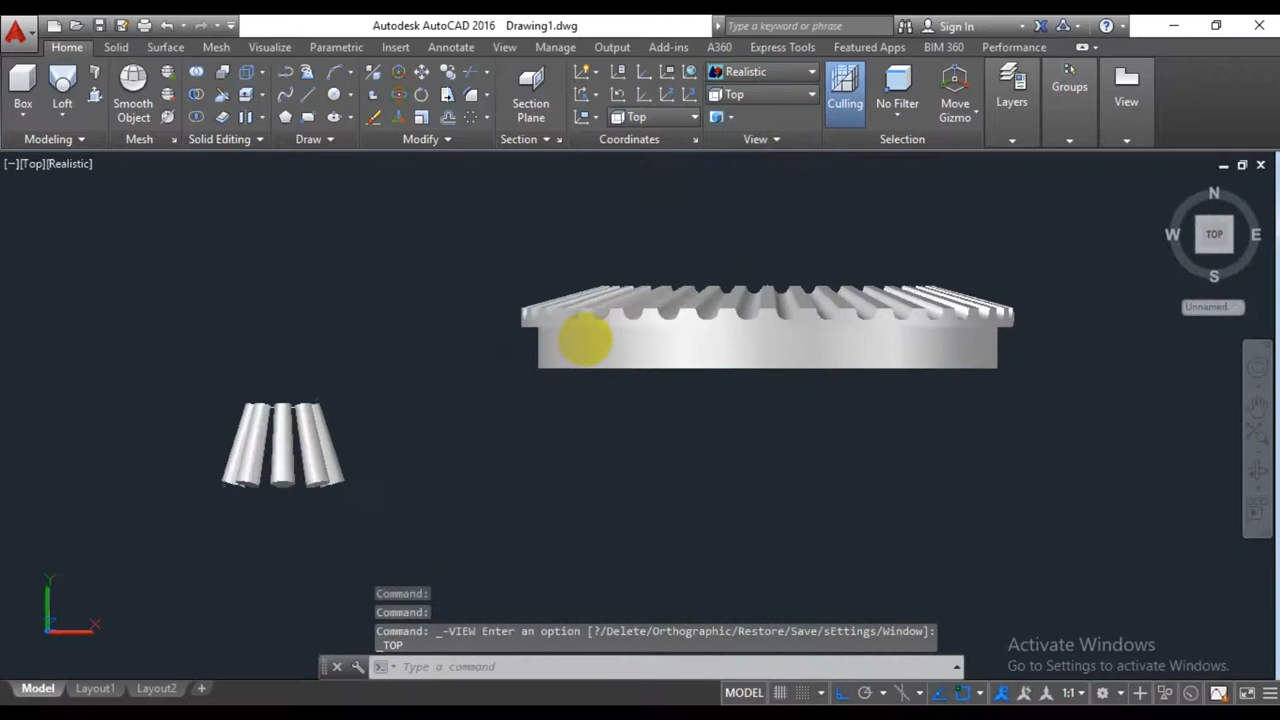 Autodesk AutoCAD 2016 Drawing1.dwg
Type a keyword or phrase
Sign In
Home Solid Surface Mesh Visualize Parametric Insert Annotate View Manage Output Add-ins A360 Express Tools Featured Apps BIM 360 Performance
Realistic
Top
Box Loft Smooth Object Section Plane Top Culling No Filter Move Gizmo Layers Groups View
Modeling Mesh Solid Editing Draw Modify Section Coordinates View Selection
[−][Top][Realistic]
N
W TOP E
S
Unnamed
Y
X
Command:
Command:
Command: _-VIEW Enter an option [?/Delete/Orthographic/Restore/Save/sEttings/Window]:
_TOP
Type a command
Activate Windows
Go to Settings to activate Windows.
Model Layout1 Layout2 +
MODEL 1:1